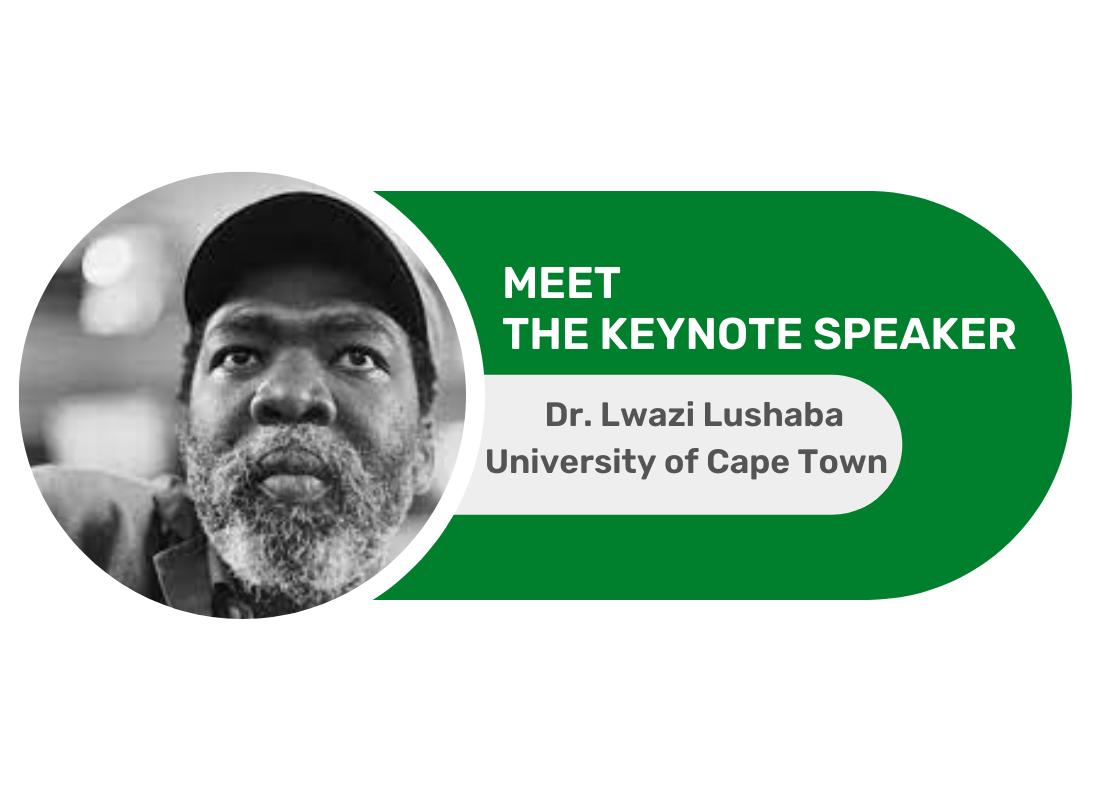 MEET
THE KEYNOTE SPEAKER
Dr. Lwazi Lushaba
University of Cape Town